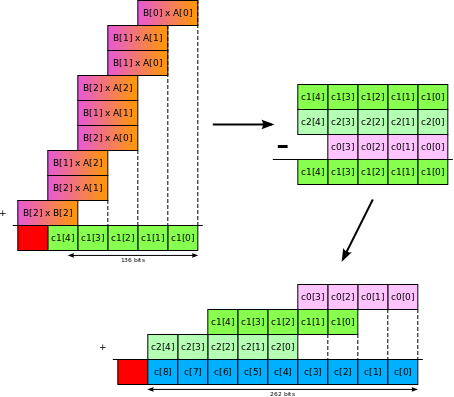 B[0] x A[0]
B[1] x A[1]
B[1] x A[0]
B[2] x A[2]
B[1] x A[1]
B[2] x A[0]
B[1] x A[2]
B[2] x A[1]
+ B[2] x B[2]
c1[4] c1[3] c1[2] c1[1] c1[0]
136 bits
c1[4] c1[3] c1[2] c1[1] c1[0]
c2[4] c2[3] c2[2] c2[1] c2[0]
- c0[3] c0[2] c0[1] c0[0]
c1[4] c1[3] c1[2] c1[1] c1[0]
c0[3] c0[2] c0[1] c0[0]
c1[4] c1[3] c1[2] c1[1] c1[0]
+ c2[4] c2[3] c2[2] c2[1] c2[0]
c[8] c[7] c[6] c[5] c[4] c[3] c[2] c[1] c[0]
262 bits